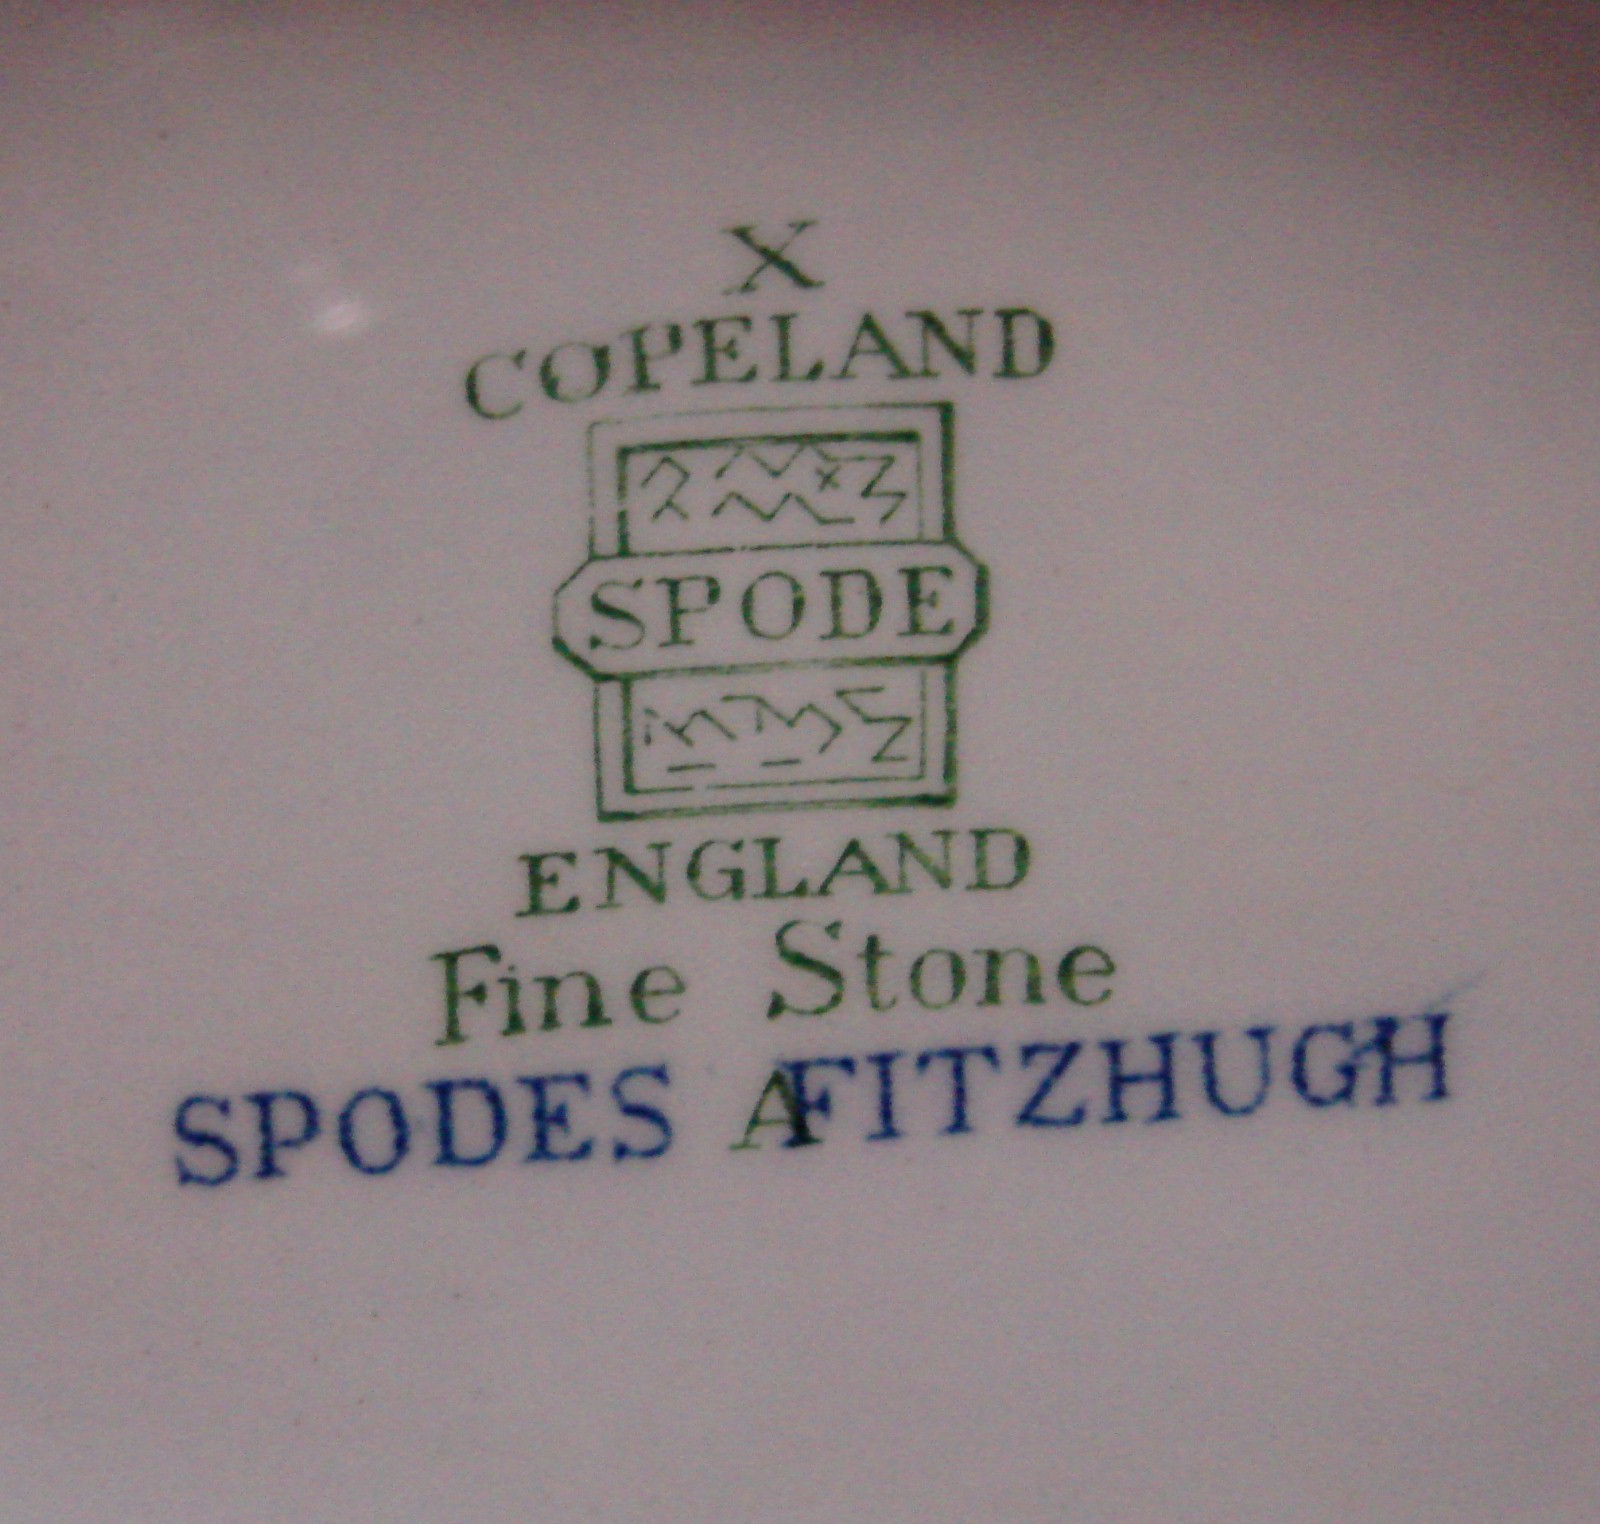 X
COPELAND
SPODE
ENGLAND
Fine Stone
A
SPODES FITZHUGH